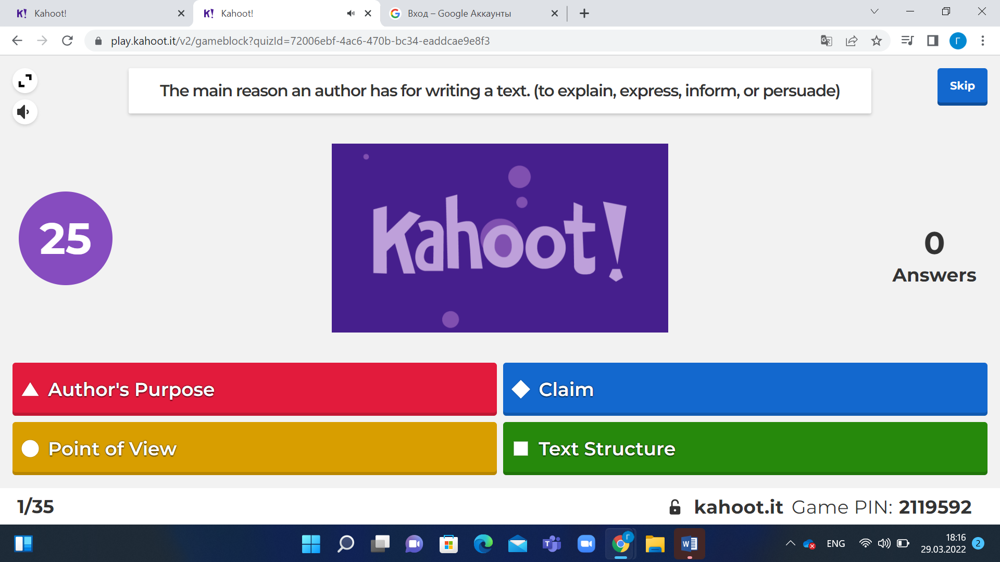 Kahoot!
Kahoot!
Вход – Google Аккаунты
play.kahoot.it/v2/gameblock?quizId=72006ebf-4ac6-470b-bc34-eaddcae9e8f3
Г
The main reason an author has for writing a text. (to explain, express, inform, or persuade)
Skip
25
Kahoot!
0
Answers
Author's Purpose
Claim
Point of View
Text Structure
1/35
kahoot.it Game PIN: 2119592
ENG
18:16
29.03.2022
2